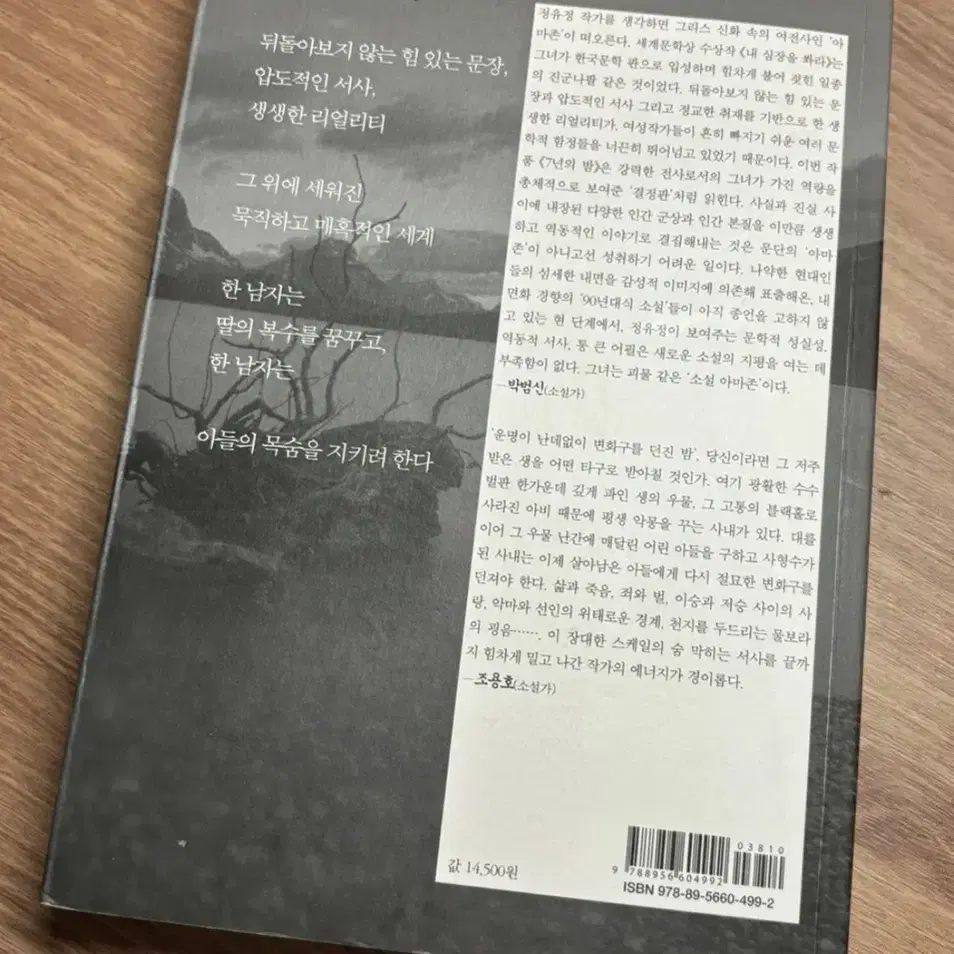 뒤돌아보지 않는 힘 있는 문장,
압도적인 서사,
생생한 리얼리티
그 위에 세워진
묵직하고 매혹적인 세계
한 남자는
딸의 복수를 꿈꾸고,
한 남자는
아들의 목숨을 지키려 한다
정유정 작가를 생각하면 그리스 신화 속의 여전사인 '아
마존'이 떠오른다. 세계문학상 수상작 《내 심장을 쏴라》는
그녀가 한국문학 판으로 입성하며 힘차게 불어 젖힌 일종
의 진군나팔 같은 것이었다. 뒤돌아보지 않는 힘 있는 문
장과 압도적인 서사 그리고 정교한 취재를 기반으로 한 생
생한 리얼리티가, 여성작가들이 흔히 빠지기 쉬운 여러 문
학적 함정들을 너끈히 뛰어넘고 있었기 때문이다. 이번 작
품 《7년의 밤》은 강력한 전사로서의 그녀가 가진 역량을
총체적으로 보여준 '결정판'처럼 읽힌다. 사실과 진실 사
이에 내장된 다양한 인간 군상과 인간 본질을 이만큼 생생
하고 역동적인 이야기로 결집해내는 것은 문단의 '아마
존'이 아니고선 성취하기 어려운 일이다. 나약한 현대인
들의 섬세한 내면을 감성적 이미지에 의존해 표출해온, 내
면화 경향의 '90년대식 소설'들이 아직 종언을 고하지 않
고 있는 현 단계에서, 정유정이 보여주는 문학적 성실성,
역동적 서사, 통 큰 어필은 새로운 소설의 지평을 여는 데
부족함이 없다. 그녀는 괴물 같은 '소설 아마존'이다.
—박범신(소설가)
'운명이 난데없이 변화구를 던진 밤', 당신이라면 그 저주
받은 생을 어떤 타구로 받아칠 것인가. 여기 광활한 수수
벌판 한가운데 깊게 파인 생의 우물, 그 고통의 블랙홀로
사라진 아비 때문에 평생 악몽을 꾸는 사내가 있다. 대를
이어 그 우물 난간에 매달린 어린 아들을 구하고 사형수가
된 사내는 이제 살아남은 아들에게 다시 절묘한 변화구를
던져야 한다. 삶과 죽음, 죄와 벌, 이승과 저승 사이의 사
랑, 악마와 선인의 위태로운 경계, 천지를 두드리는 물보라
의 굉음……. 이 장대한 스케일의 숨 막히는 서사를 끝까
지 힘차게 밀고 나간 작가의 에너지가 경이롭다.
—조용호(소설가)
값 14,500원
03810
9 788956 604992
ISBN 978-89-5660-499-2